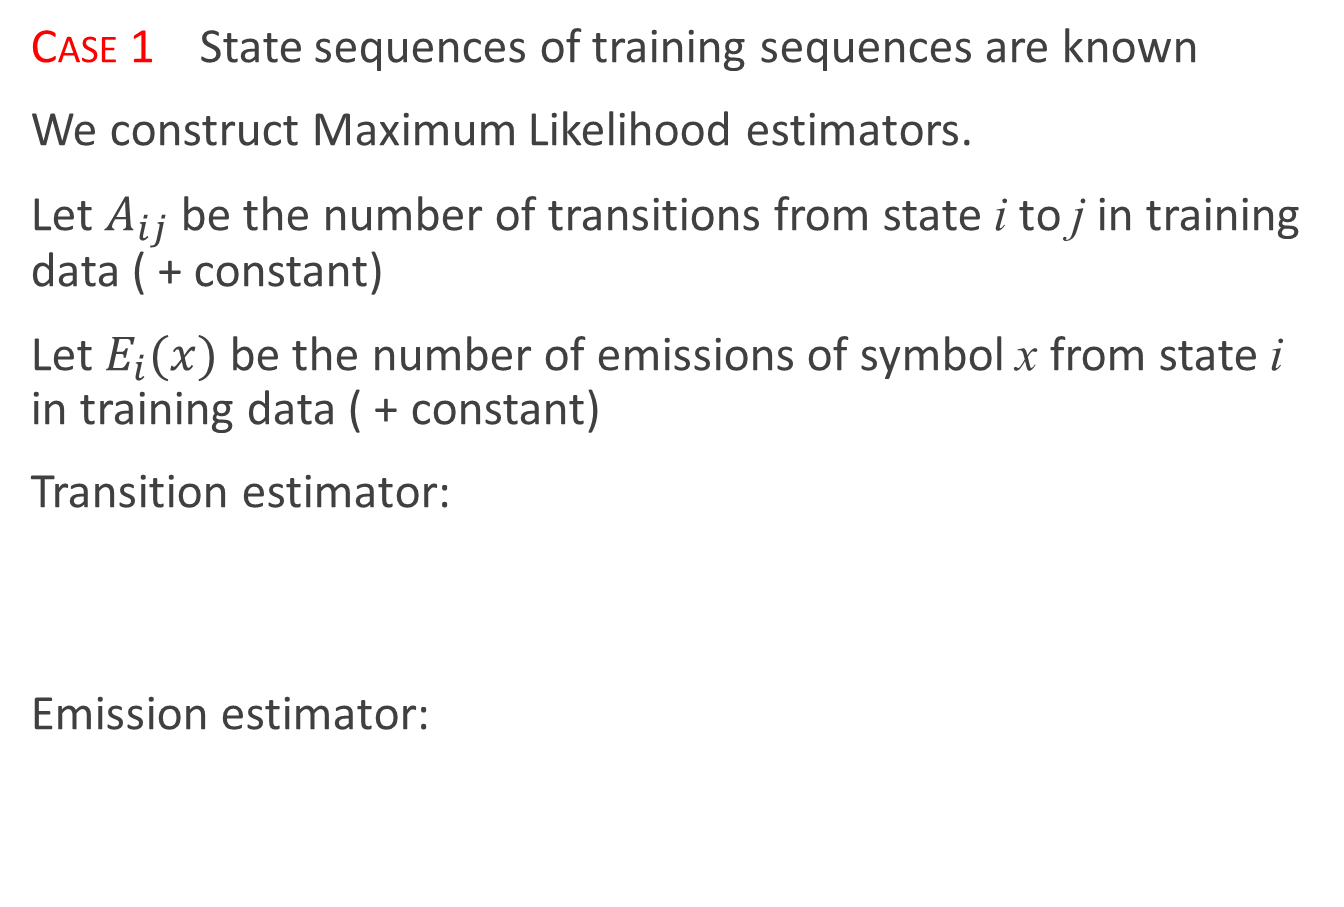 CASE 1 State sequences of training sequences are known
We construct Maximum Likelihood estimators.
Let $A_{ij}$ be the number of transitions from state $i$ to $j$ in training
data ( + constant)
Let $E_i(x)$ be the number of emissions of symbol $x$ from state $i$
in training data ( + constant)
Transition estimator:
Emission estimator: